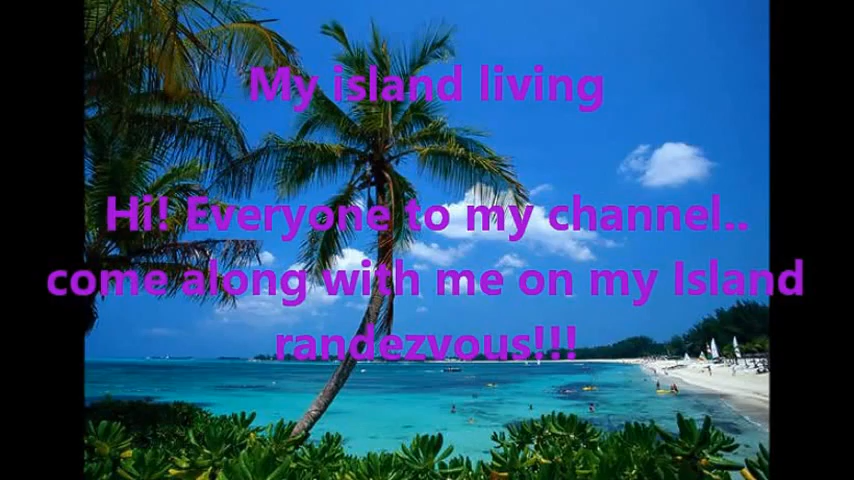 My island living
Hi! Everyone to my channel..
come along with me on my Island
randezvous!!!